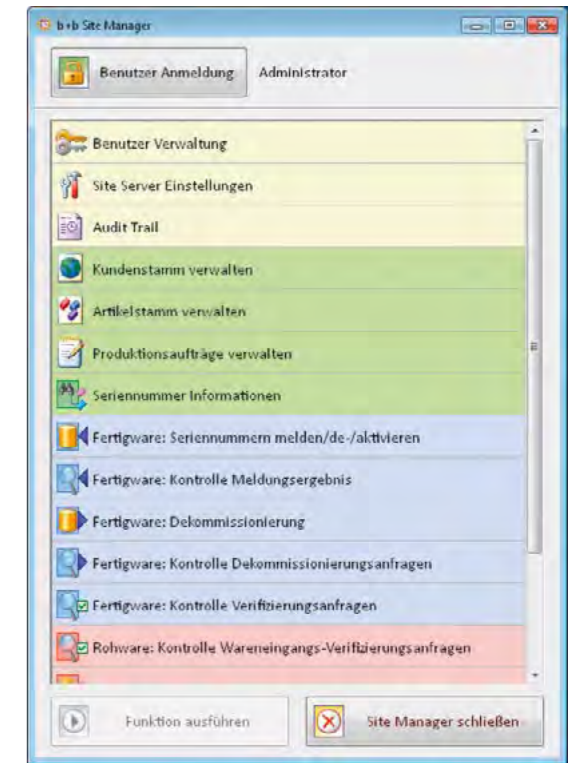 b+b Site Manager
Benutzer Anmeldung Administrator
Benutzer Verwaltung
Site Server Einstellungen
Audit Trail
Kundenstamm verwalten
Artikelstamm verwalten
Produktionsaufträge verwalten
Seriennummer Informationen
Fertigware: Seriennummern melden/de-/aktivieren
Fertigware: Kontrolle Meldungsergebnis
Fertigware: Dekommissionierung
Fertigware: Kontrolle Dekommissionierungsanfragen
Fertigware: Kontrolle Verifizierungsanfragen
Rohware: Kontrolle Wareneingangs-Verifizierungsanfragen
Funktion ausführen Site Manager schließen